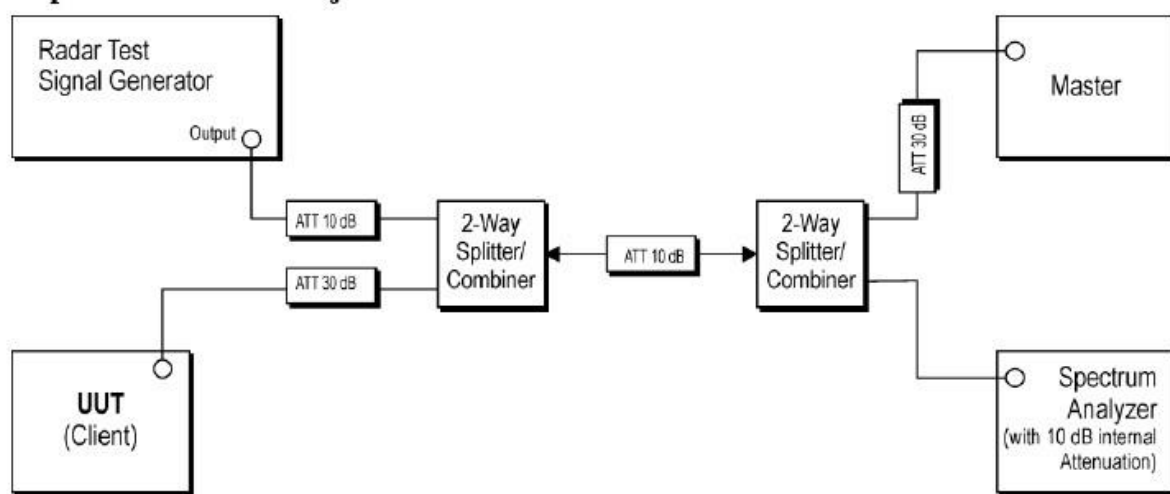 Radar Test
Signal Generator
Output
ATT 10 dB
ATT 30 dB
UUT
(Client)
2-Way
Splitter/
Combiner
ATT 10 dB
2-Way
Splitter/
Combiner
ATT 30 dB
Master
Spectrum
Analyzer
(with 10 dB internal
Attenuation)